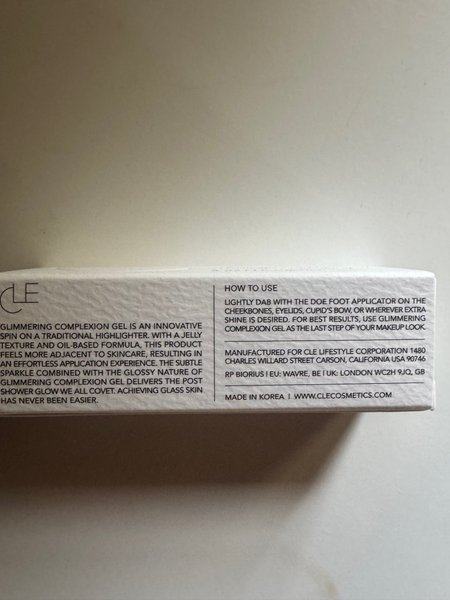 CLE
GLIMMERING COMPLEXION GEL IS AN INNOVATIVE
SPIN ON A TRADITIONAL HIGHLIGHTER. WITH A JELLY
TEXTURE AND OIL-BASED FORMULA, THIS PRODUCT
FEELS MORE ADJACENT TO SKINCARE, RESULTING IN
AN EFFORTLESS APPLICATION EXPERIENCE. THE SUBTLE
SPARKLE COMBINED WITH THE GLOSSY NATURE OF
GLIMMERING COMPLEXION GEL DELIVERS THE POST
SHOWER GLOW WE ALL COVET. ACHIEVING GLASS SKIN
HAS NEVER BEEN EASIER.
HOW TO USE
LIGHTLY DAB WITH THE DOE FOOT APPLICATOR ON THE
CHEEKBONES, EYELIDS, CUPID'S BOW, OR WHEREVER EXTRA
SHINE IS DESIRED. FOR BEST RESULTS, USE GLIMMERING
COMPLEXION GEL AS THE LAST STEP OF YOUR MAKEUP LOOK.
MANUFACTURED FOR CLE LIFESTYLE CORPORATION 1480
CHARLES WILLARD STREET CARSON, CALIFORNIA USA 90746
RP BIORIUS | EU: WAVRE, BE | UK: LONDON WC2H 9JQ, GB
MADE IN KOREA | WWW.CLECOSMETICS.COM